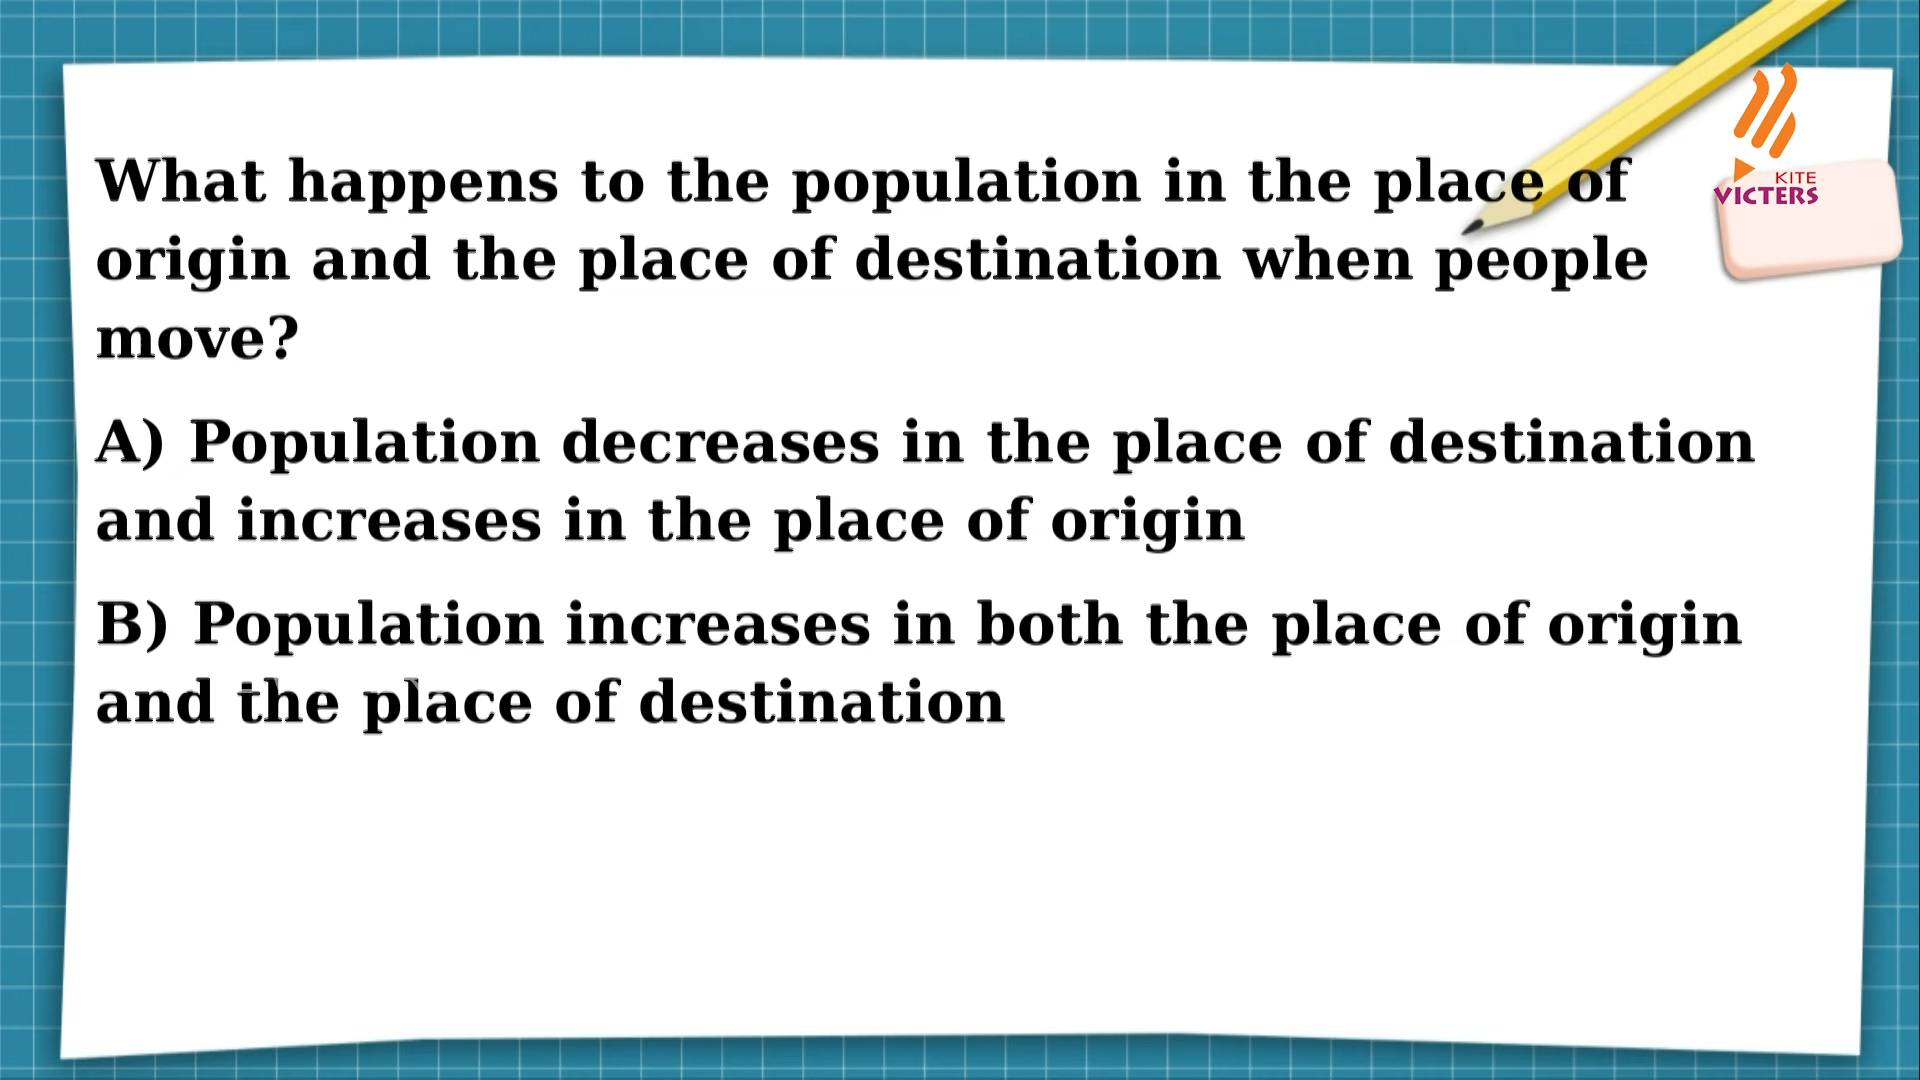 What happens to the population in the place of
origin and the place of destination when people
move?
A) Population decreases in the place of destination
and increases in the place of origin
B) Population increases in both the place of origin
and the place of destination
KITE
VICTERS